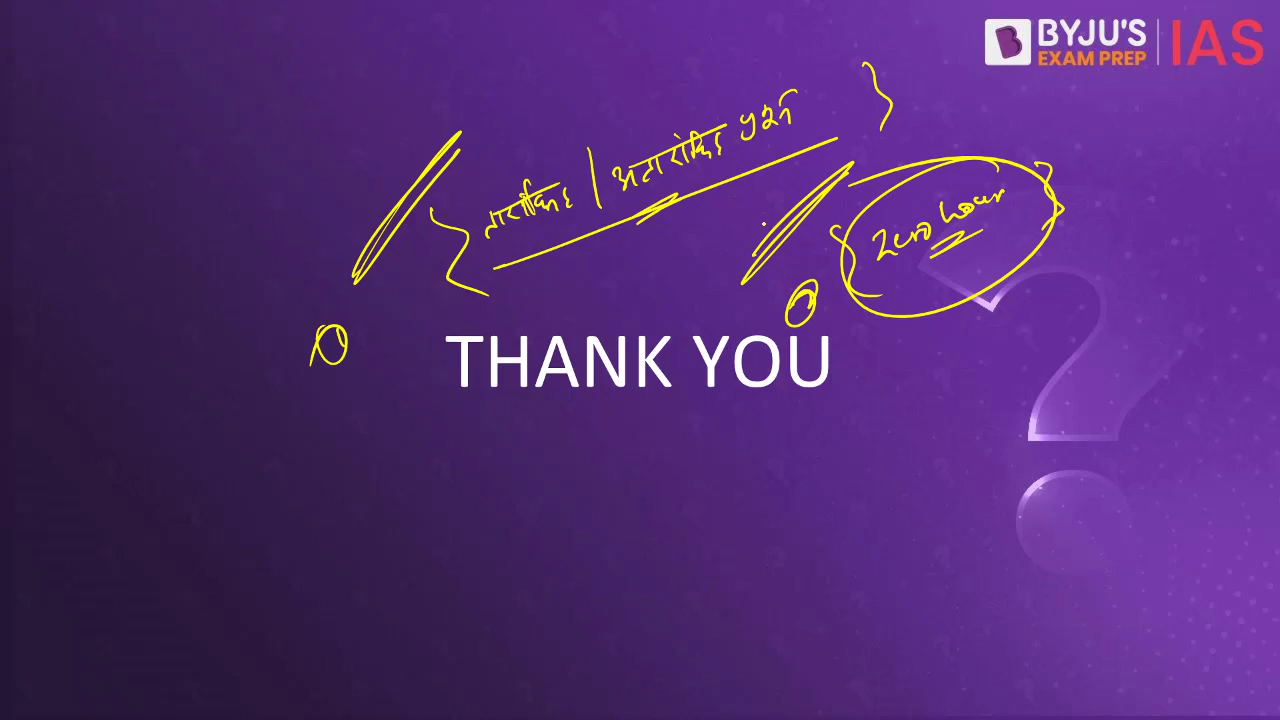 BYJU'S IAS
EXAM PREP
तारांकित / अतारांकित प्रश्न
Zero hour
THANK YOU